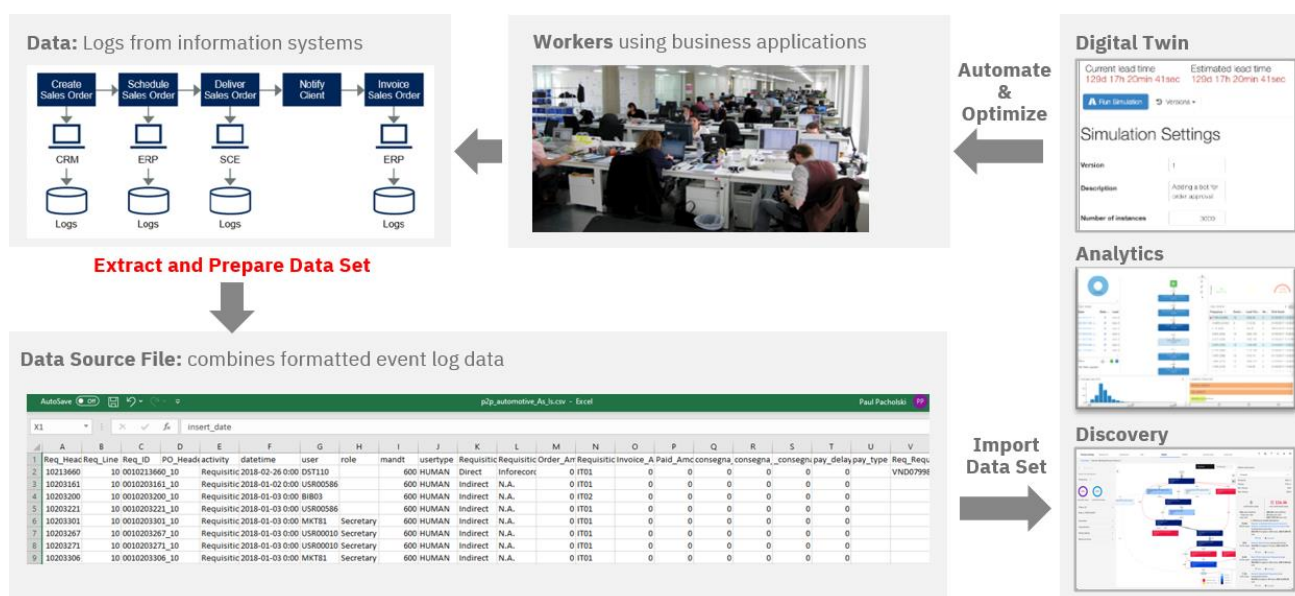 Data: Logs from information systems
Create
Sales Order
Schedule
Sales Order
Deliver
Sales Order
Notify
Client
Invoice
Sales Order
CRM
ERP
SCE
ERP
Logs
Logs
Logs
Logs
Workers using business applications
Automate
&
Optimize
Digital Twin
Current lead time
129d 17h 20min 41sec
Estimated lead time
129d 17h 20min 41sec
Run Simulation
Versions
Simulation Settings
Version
1
Description
Adding a bot for
order approval
Number of instances
3000
Analytics
Extract and Prepare Data Set
Data Source File: combines formatted event log data
AutoSave Off
p2p_automotive_As_Is.csv - Excel
Paul Pacholski PP
X1 fx insert_date
A B C D E F G H I J K L M N O P Q R S T U V
1 Req_Head Req_Line Req_ID PO_Head activity datetime user role mandt usertype Requisitic Requisitic Order_Am Requisitic Invoice_A Paid_Amo consegna_ consegna_ _consegna pay_delay pay_type Req_Requ
2 10213660 10 0010213660_10 Requisitic 2018-02-26 0:00 DST110 600 HUMAN Direct Inforecord 0 IT01 0 0 0 0 0 0 VND07998
3 10203161 10 0010203161_10 Requisitic 2018-01-02 0:00 USR00586 600 HUMAN Indirect N.A. 0 IT01 0 0 0 0 0 0
4 10203200 10 0010203200_10 Requisitic 2018-01-03 0:00 BIB03 600 HUMAN Indirect N.A. 0 IT02 0 0 0 0 0 0
5 10203221 10 0010203221_10 Requisitic 2018-01-03 0:00 USR00586 600 HUMAN Indirect N.A. 0 IT01 0 0 0 0 0 0
6 10203301 10 0010203301_10 Requisitic 2018-01-03 0:00 MKT81 Secretary 600 HUMAN Indirect N.A. 0 IT01 0 0 0 0 0 0
7 10203267 10 0010203267_10 Requisitic 2018-01-03 0:00 USR00010 Secretary 600 HUMAN Indirect N.A. 0 IT01 0 0 0 0 0 0
8 10203271 10 0010203271_10 Requisitic 2018-01-03 0:00 USR00010 Secretary 600 HUMAN Indirect N.A. 0 IT01 0 0 0 0 0 0
9 10203306 10 0010203306_10 Requisitic 2018-01-03 0:00 MKT81 Secretary 600 HUMAN Indirect N.A. 0 IT01 0 0 0 0 0 0
Import
Data Set
Discovery